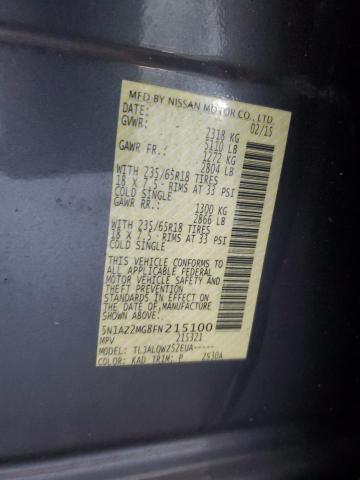 MFD BY NISSAN MOTOR CO., LTD.
DATE: 02/15
GVWR: 2318 KG
5110 LB
GAWR FR.: 1272 KG
2804 LB
WITH 235/65R18 TIRES
18 X 7.5 RIMS AT 33 PSI
COLD SINGLE
GAWR RR.: 1300 KG
2866 LB
WITH 235/65R18 TIRES
18 X 7.5 RIMS AT 33 PSI
COLD SINGLE
THIS VEHICLE CONFORMS TO
ALL APPLICABLE FEDERAL
MOTOR VEHICLE SAFETY
STANDARDS IN EFFECT ON
THE DATE OF MANUFACTURE
SHOWN ABOVE.
5N1AZ2MG8FN215100
MPV 215321
MODEL: TLJALQWZ52EUA-----
COLOR: KAD TRIM: P